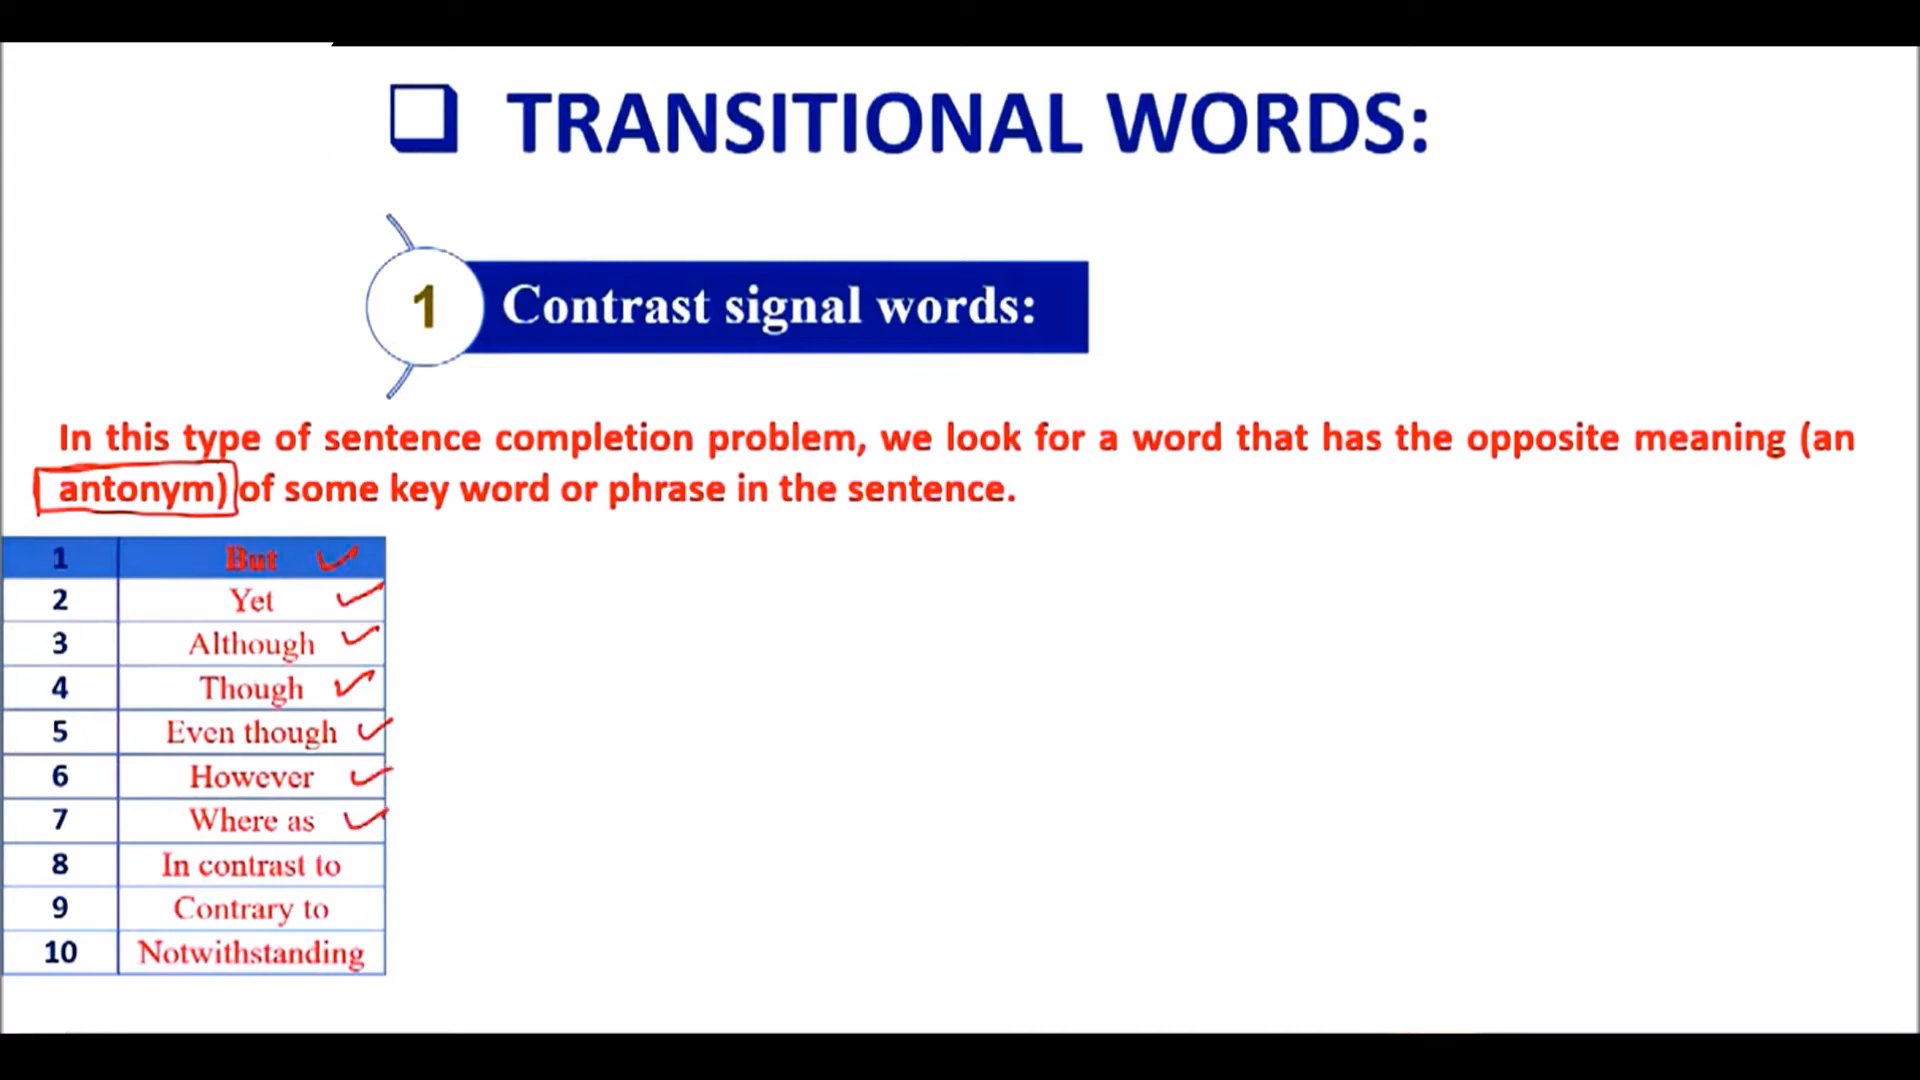 TRANSITIONAL WORDS:
1 Contrast signal words:
In this type of sentence completion problem, we look for a word that has the opposite meaning (an
antonym) of some key word or phrase in the sentence.
1 But
2 Yet
3 Although
4 Though
5 Even though
6 However
7 Where as
8 In contrast to
9 Contrary to
10 Notwithstanding